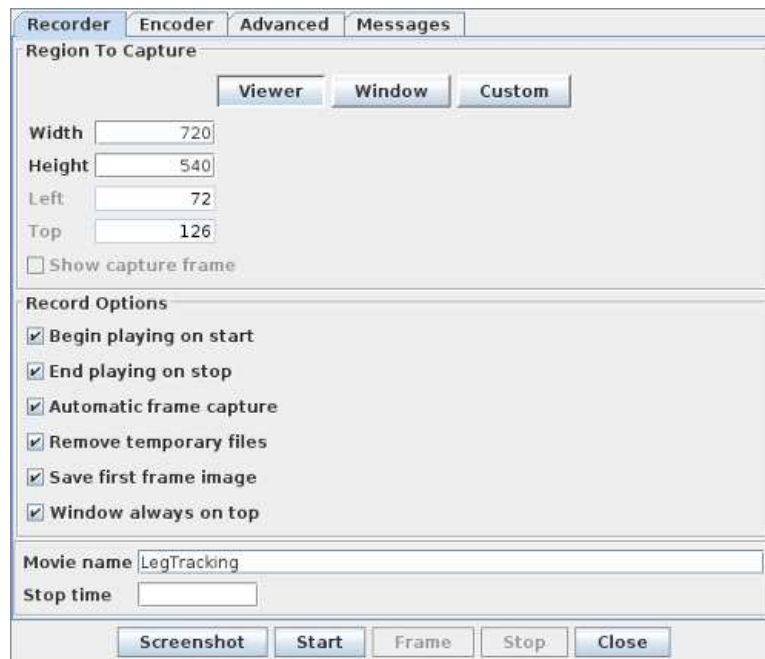 Recorder Encoder Advanced Messages
Region To Capture
Viewer Window Custom
Width 720
Height 540
Left 72
Top 126
Show capture frame
Record Options
Begin playing on start
End playing on stop
Automatic frame capture
Remove temporary files
Save first frame image
Window always on top
Movie name LegTracking
Stop time
Screenshot Start Frame Stop Close